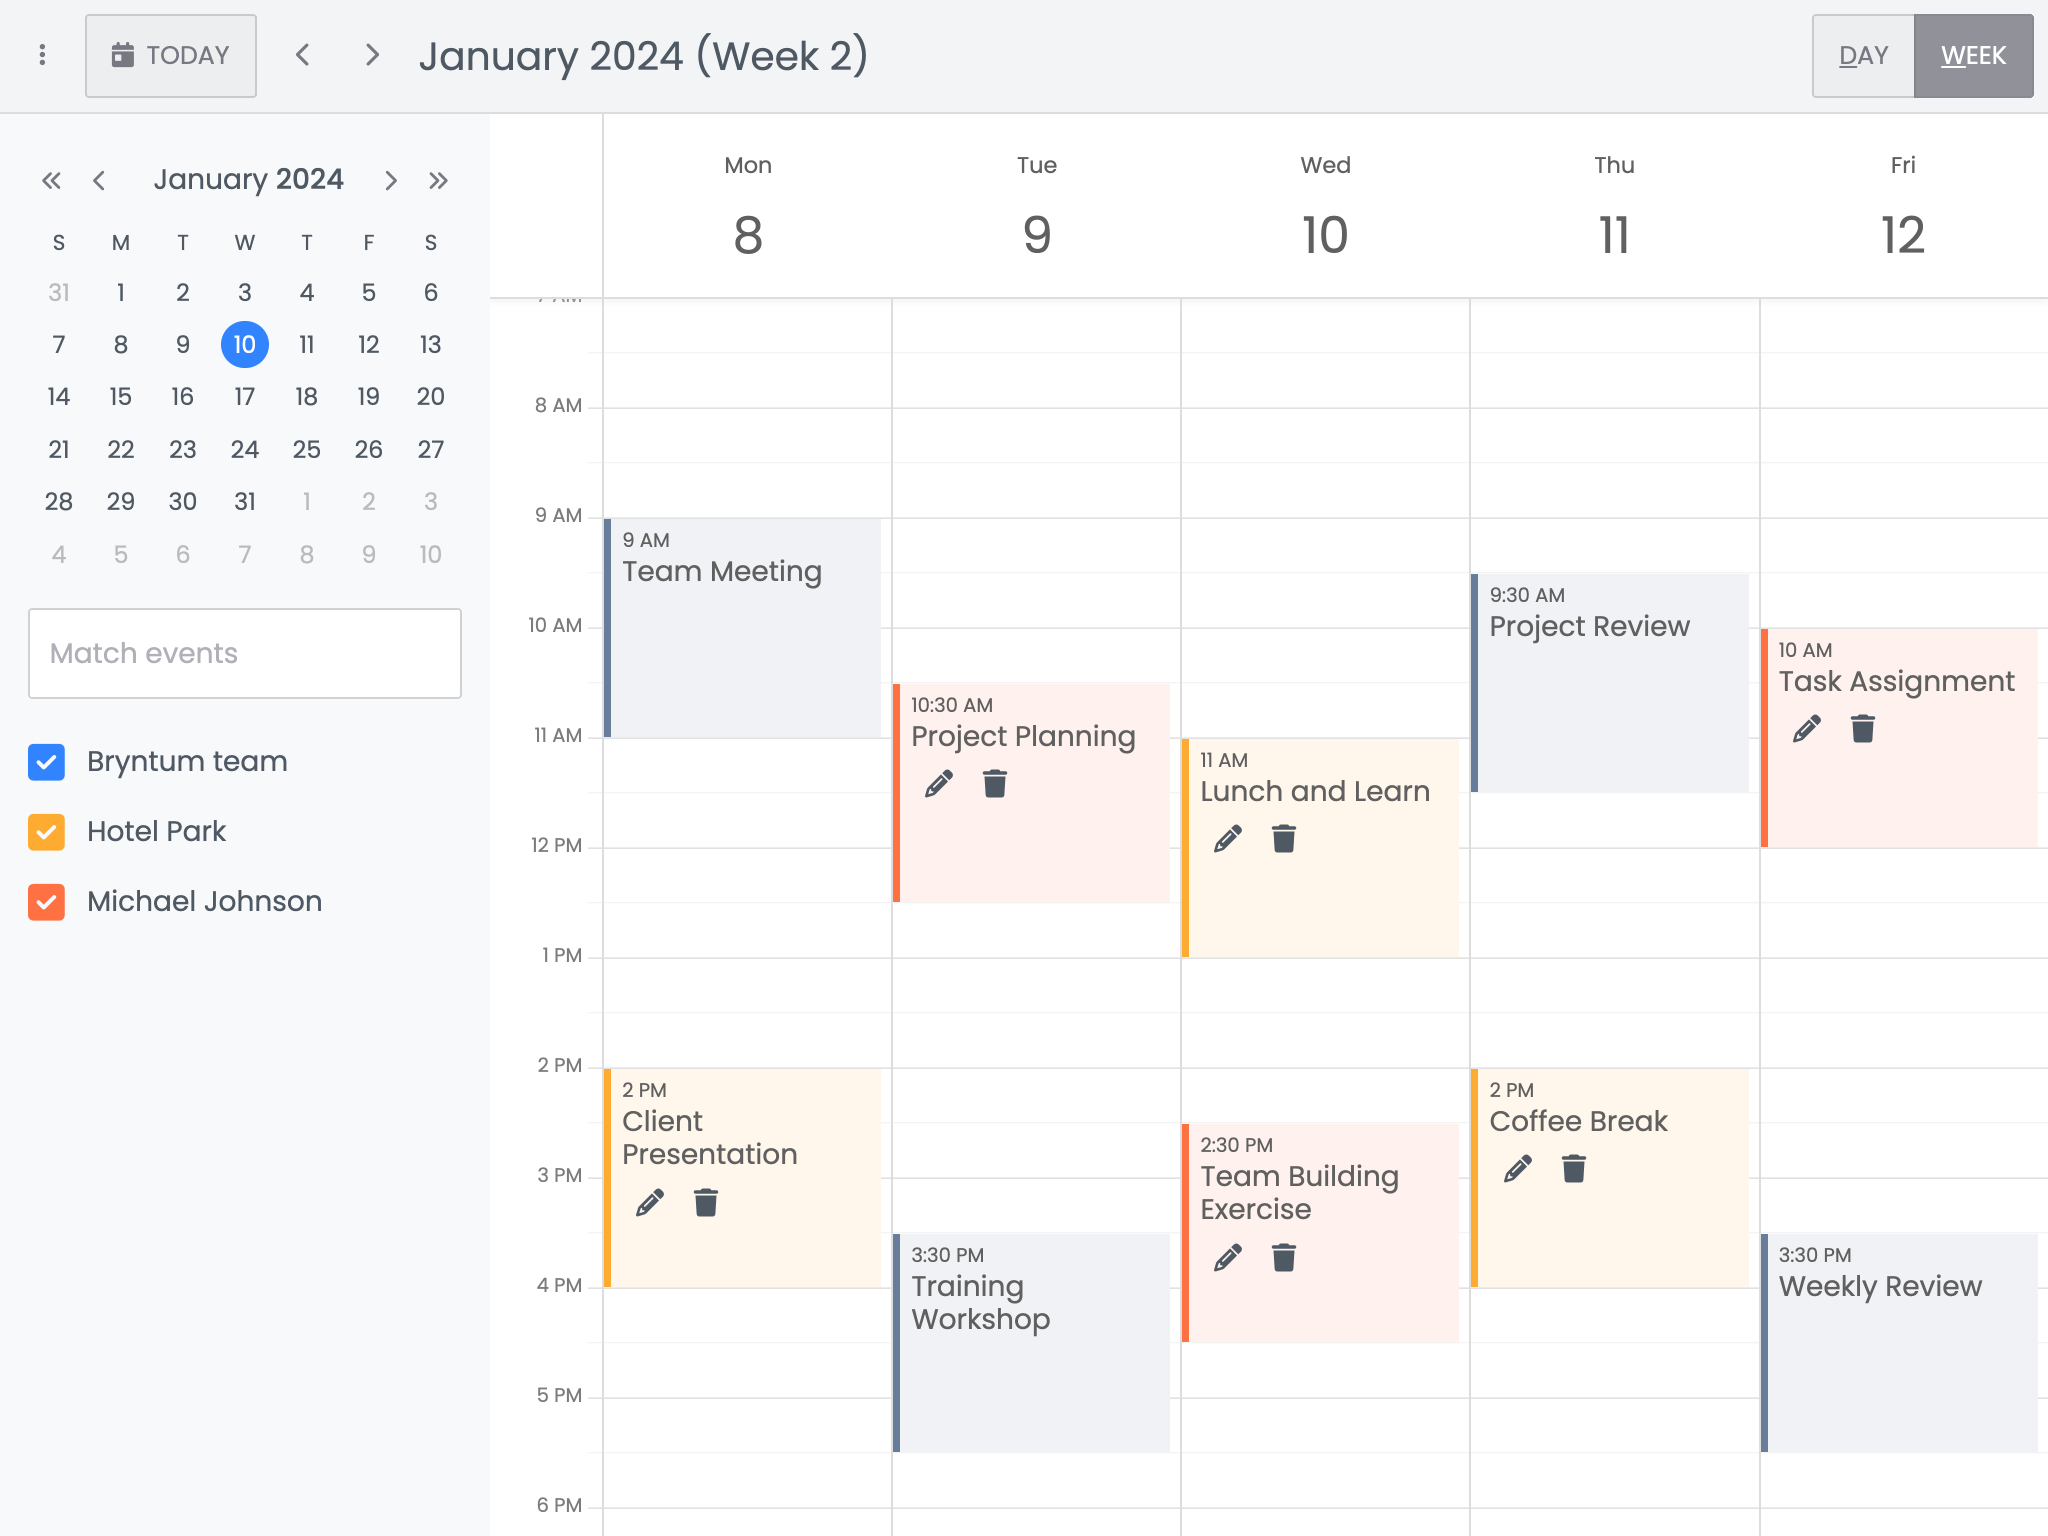 TODAY
January 2024 (Week 2)
DAY
WEEK
January 2024
S M T W T F S
31 1 2 3 4 5 6
7 8 9 10 11 12 13
14 15 16 17 18 19 20
21 22 23 24 25 26 27
28 29 30 31 1 2 3
4 5 6 7 8 9 10
Match events
Bryntum team
Hotel Park
Michael Johnson
Mon Tue Wed Thu Fri
8 9 10 11 12
7 AM
8 AM
9 AM
10 AM
11 AM
12 PM
1 PM
2 PM
3 PM
4 PM
5 PM
6 PM
9 AM
Team Meeting
2 PM
Client
Presentation
10:30 AM
Project Planning
3:30 PM
Training
Workshop
11 AM
Lunch and Learn
2:30 PM
Team Building
Exercise
9:30 AM
Project Review
2 PM
Coffee Break
10 AM
Task Assignment
3:30 PM
Weekly Review